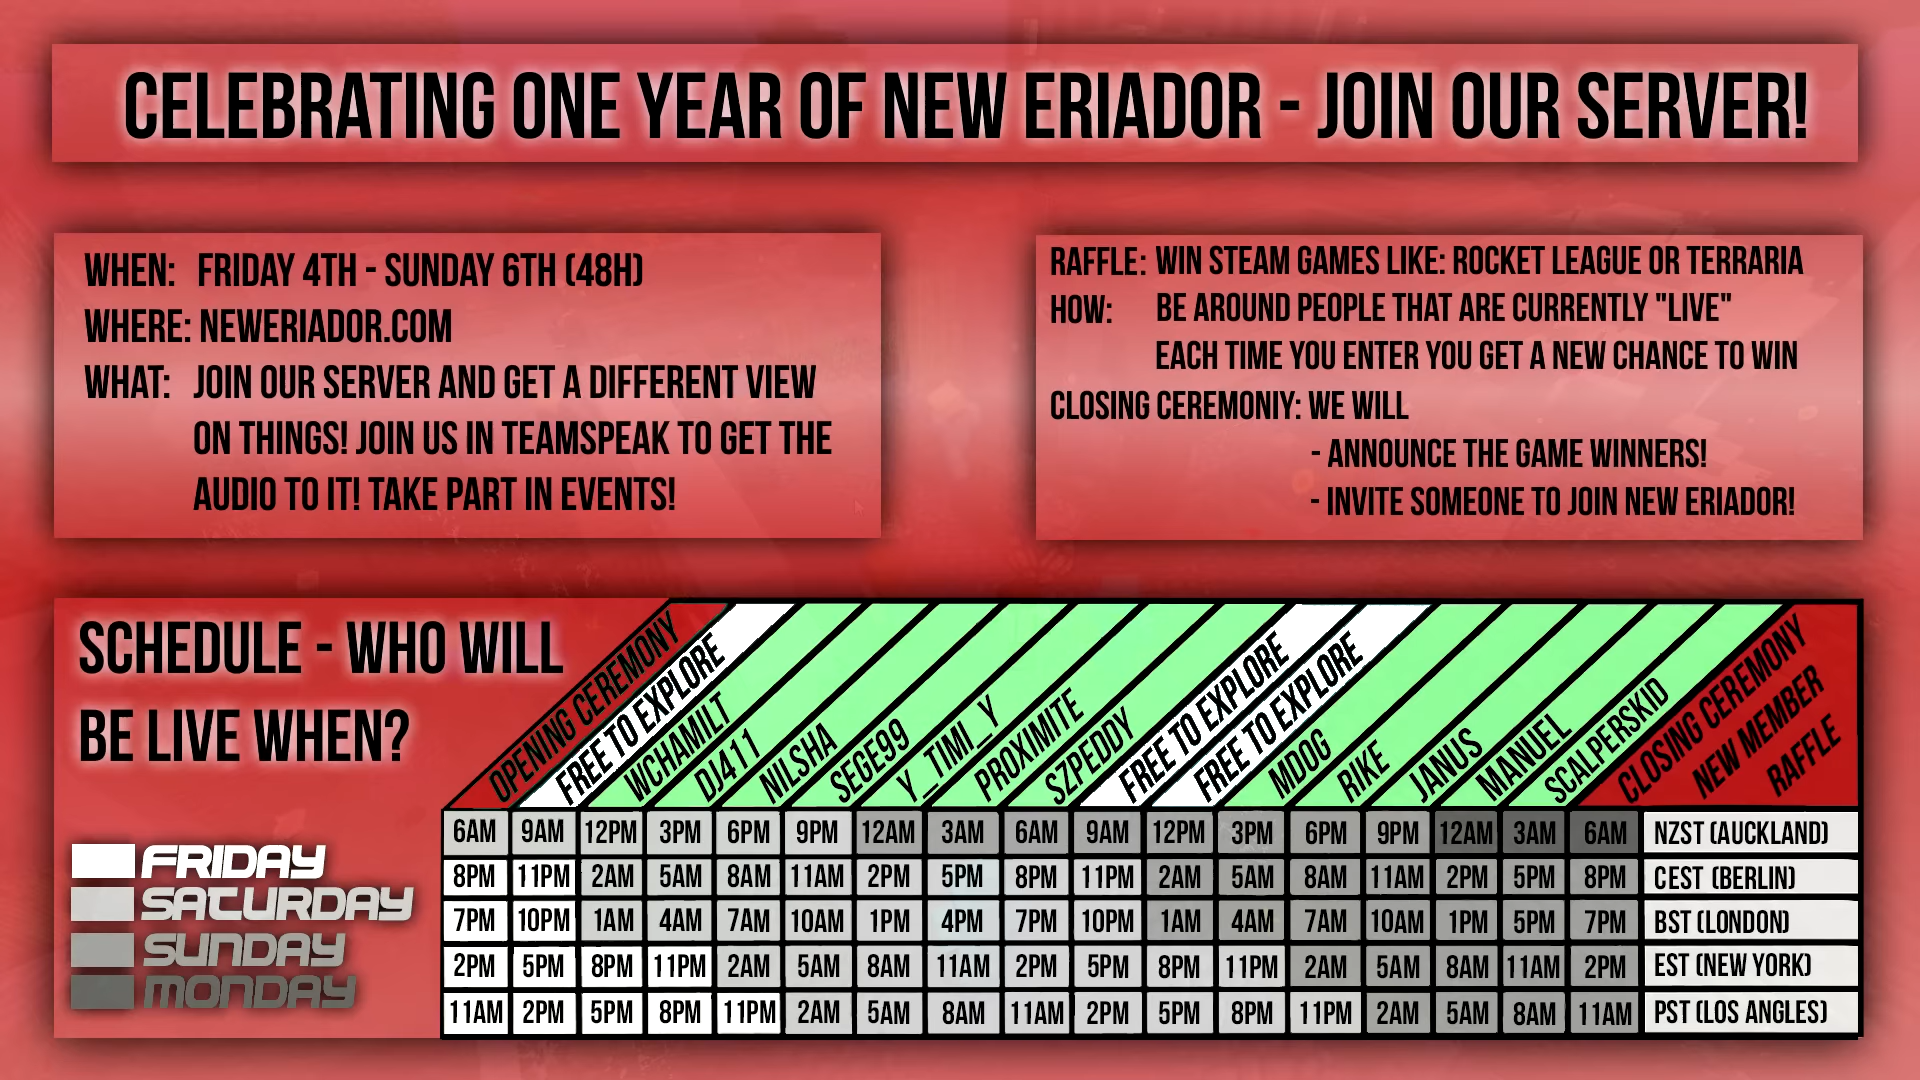 CELEBRATING ONE YEAR OF NEW ERIADOR - JOIN OUR SERVER!
WHEN: FRIDAY 4TH - SUNDAY 6TH (48H)
WHERE: NEWERIADOR.COM
WHAT: JOIN OUR SERVER AND GET A DIFFERENT VIEW
ON THINGS! JOIN US IN TEAMSPEAK TO GET THE
AUDIO TO IT! TAKE PART IN EVENTS!
RAFFLE: WIN STEAM GAMES LIKE: ROCKET LEAGUE OR TERRARIA
HOW: BE AROUND PEOPLE THAT ARE CURRENTLY "LIVE"
EACH TIME YOU ENTER YOU GET A NEW CHANCE TO WIN
CLOSING CEREMONIY: WE WILL
- ANNOUNCE THE GAME WINNERS!
- INVITE SOMEONE TO JOIN NEW ERIADOR!
SCHEDULE - WHO WILL
BE LIVE WHEN?
FRIDAY
SATURDAY
SUNDAY
MONDAY
OPENING CEREMONY
FREE TO EXPLORE
WCHAMILT
DJ411
NILSHA
SEGE99
Y_TIMI_Y
PROXIMITE
SZPEDDY
FREE TO EXPLORE
FREE TO EXPLORE
MDOG
RIKE
JANUS
MANUEL
SCALPERSKID
CLOSING CEREMONY
NEW MEMBER
RAFFLE
6AM 9AM 12PM 3PM 6PM 9PM 12AM 3AM 6AM 9AM 12PM 3PM 6PM 9PM 12AM 3AM 6AM NZST (AUCKLAND)
8PM 11PM 2AM 5AM 8AM 11AM 2PM 5PM 8PM 11PM 2AM 5AM 8AM 11AM 2PM 5PM 8PM CEST (BERLIN)
7PM 10PM 1AM 4AM 7AM 10AM 1PM 4PM 7PM 10PM 1AM 4AM 7AM 10AM 1PM 5PM 7PM BST (LONDON)
2PM 5PM 8PM 11PM 2AM 5AM 8AM 11AM 2PM 5PM 8PM 11PM 2AM 5AM 8AM 11AM 2PM EST (NEW YORK)
11AM 2PM 5PM 8PM 11PM 2AM 5AM 8AM 11AM 2PM 5PM 8PM 11PM 2AM 5AM 8AM 11AM PST (LOS ANGLES)